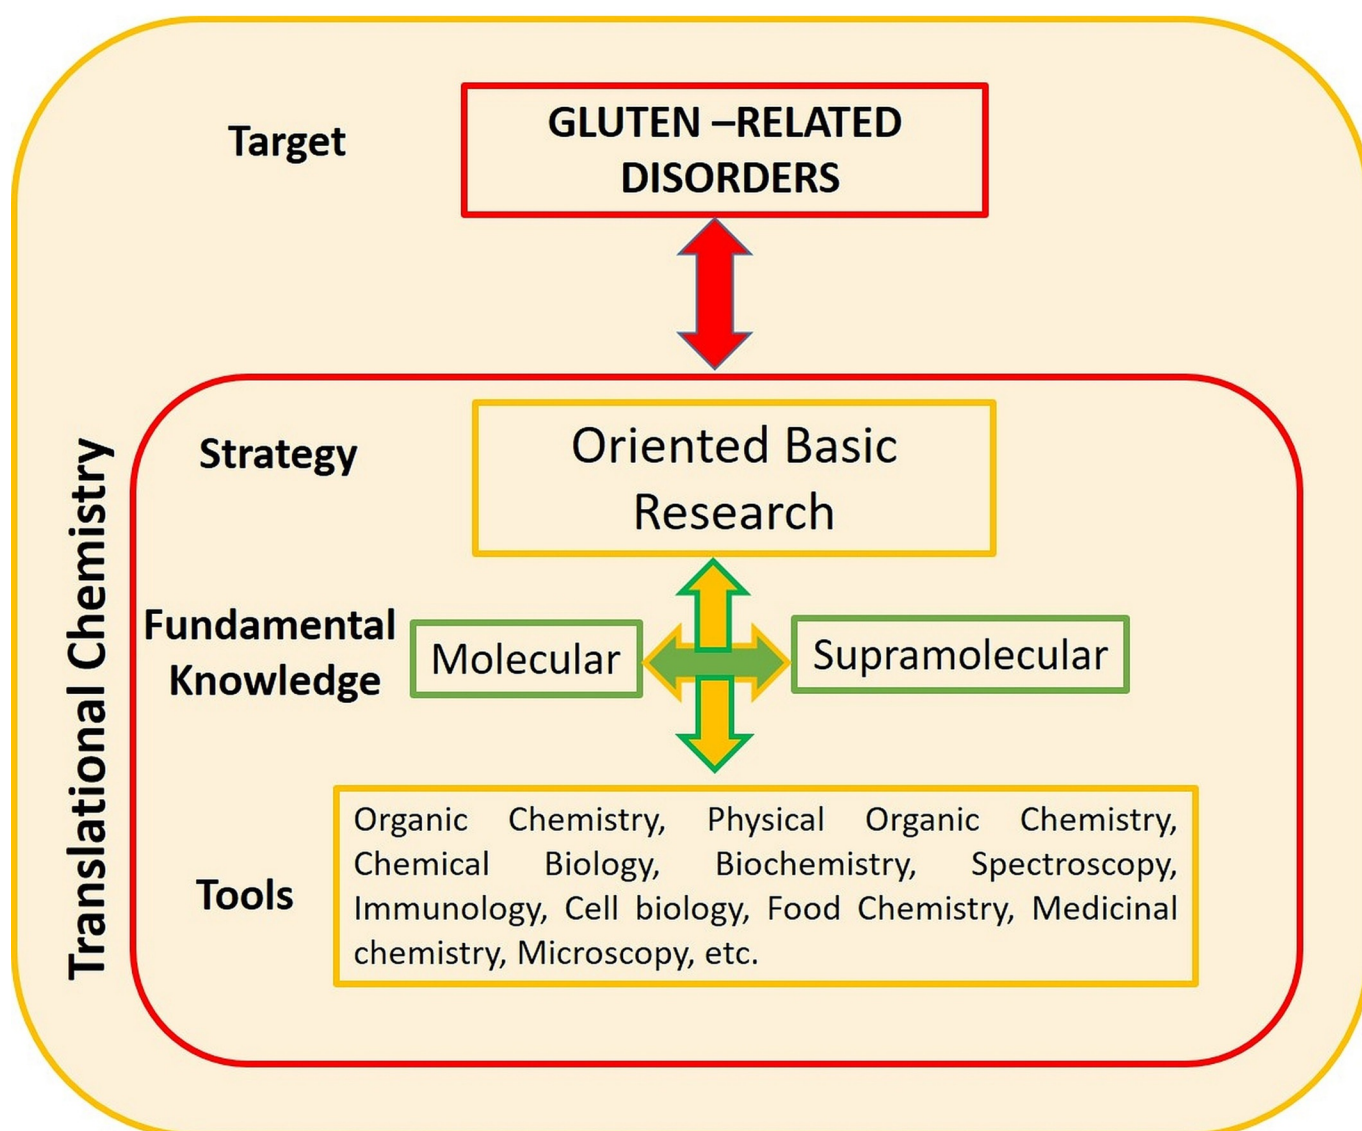 Target
GLUTEN –RELATED
DISORDERS
Translational Chemistry
Strategy
Oriented Basic
Research
Fundamental
Knowledge
Molecular
Supramolecular
Tools
Organic Chemistry, Physical Organic Chemistry,
Chemical Biology, Biochemistry, Spectroscopy,
Immunology, Cell biology, Food Chemistry, Medicinal
chemistry, Microscopy, etc.